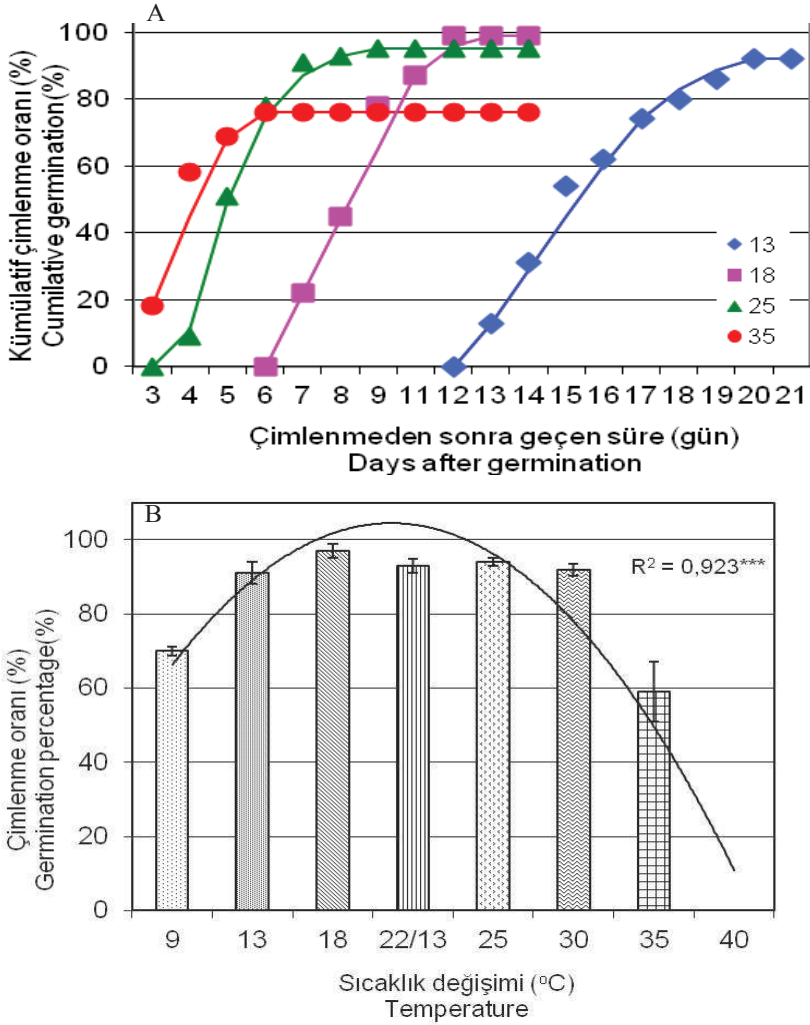 A
100
80
60
40
20
0
Kümülatif çimlenme oranı (%)
Cumilative germination(%)
13
18
25
35
3 4 5 6 7 8 9 11 12 13 14 15 16 17 18 19 20 21
Çimlenmeden sonra geçen süre (gün)
Days after germination
B
100
80
60
40
20
0
Çimlenme oranı (%)
Germination percentage(%)
R² = 0,923***
9 13 18 22/13 25 30 35 40
Sıcaklık değişimi (ºC)
Temperature